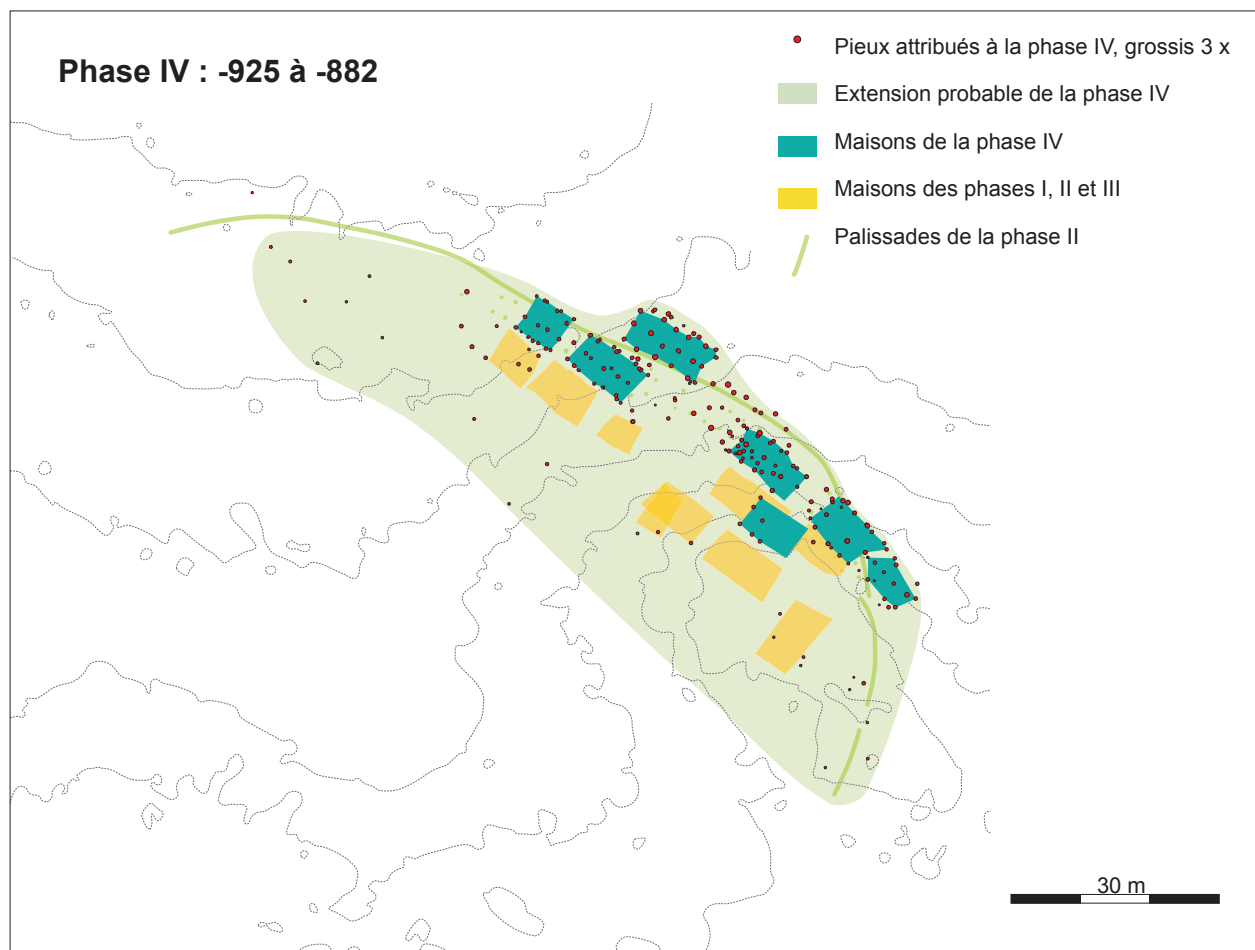 Phase IV : -925 à -882
Pieux attribués à la phase IV, grossis 3 x
Extension probable de la phase IV
Maisons de la phase IV
Maisons des phases I, II et III
Palissades de la phase II
30 m